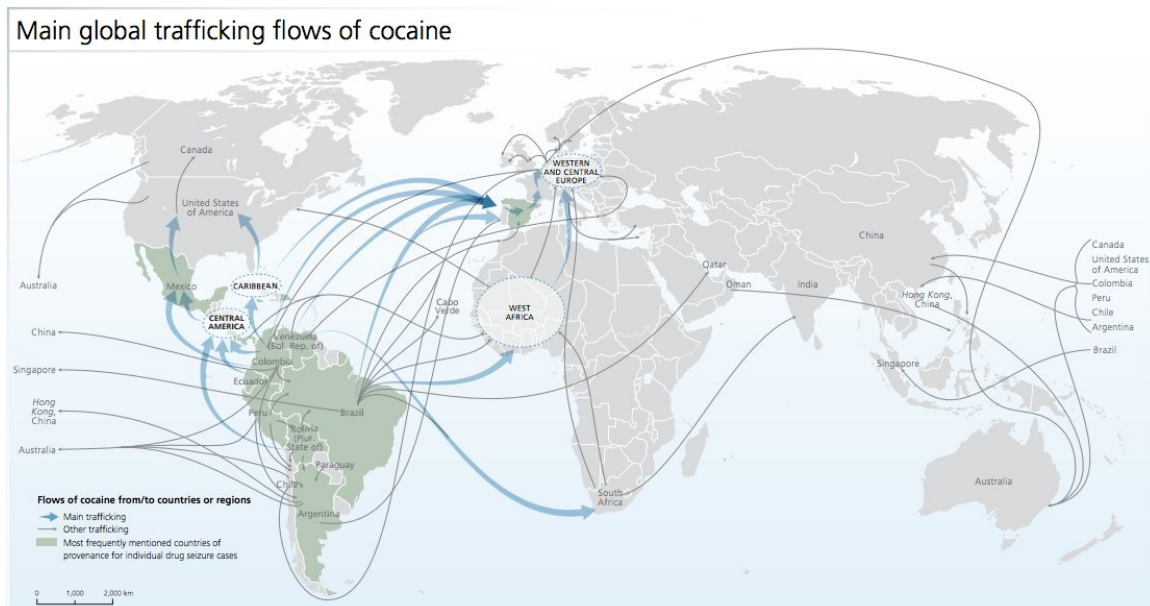 Main global trafficking flows of cocaine
Canada
United States
of America
WESTERN
AND CENTRAL
EUROPE
China
Canada
United States
of America
Colombia
Peru
Chile
Argentina
Brazil
Australia
Mexico
CARIBBEAN
CENTRAL
AMERICA
Cabo
Verde
WEST
AFRICA
Qatar
Oman
India
Hong Kong,
China
Singapore
China
Singapore
Hong
Kong,
China
Australia
Venezuela
(Bol. Rep. of)
Colombia
Ecuador
Peru
Brazil
Bolivia
(Plur.
State of)
Paraguay
Chile
Argentina
South
Africa
Australia
Flows of cocaine from/to countries or regions
Main trafficking
Other trafficking
Most frequently mentioned countries of
provenance for individual drug seizure cases
0 1,000 2,000 km